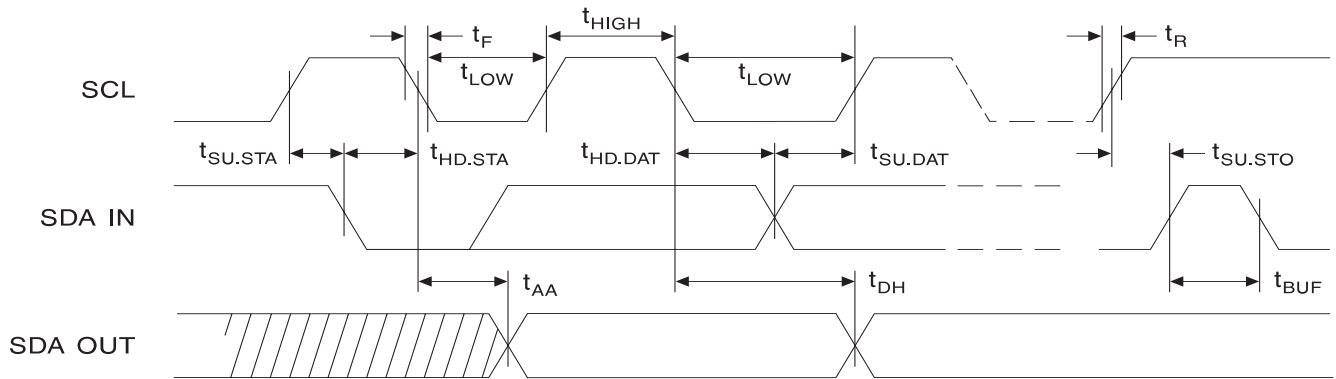 tF
tHIGH
tLOW
tLOW
tR
SCL
tSU.STA
tHD.STA
tHD.DAT
tSU.DAT
tSU.STO
SDA IN
tAA
tDH
tBUF
SDA OUT